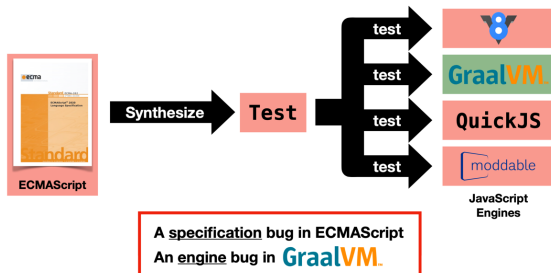 ecma
Standard
ECMAScript
Synthesize
Test
test
test
test
test
8
GraalVM
QuickJS
moddable
JavaScript
Engines
A specification bug in ECMAScript
An engine bug in GraalVM